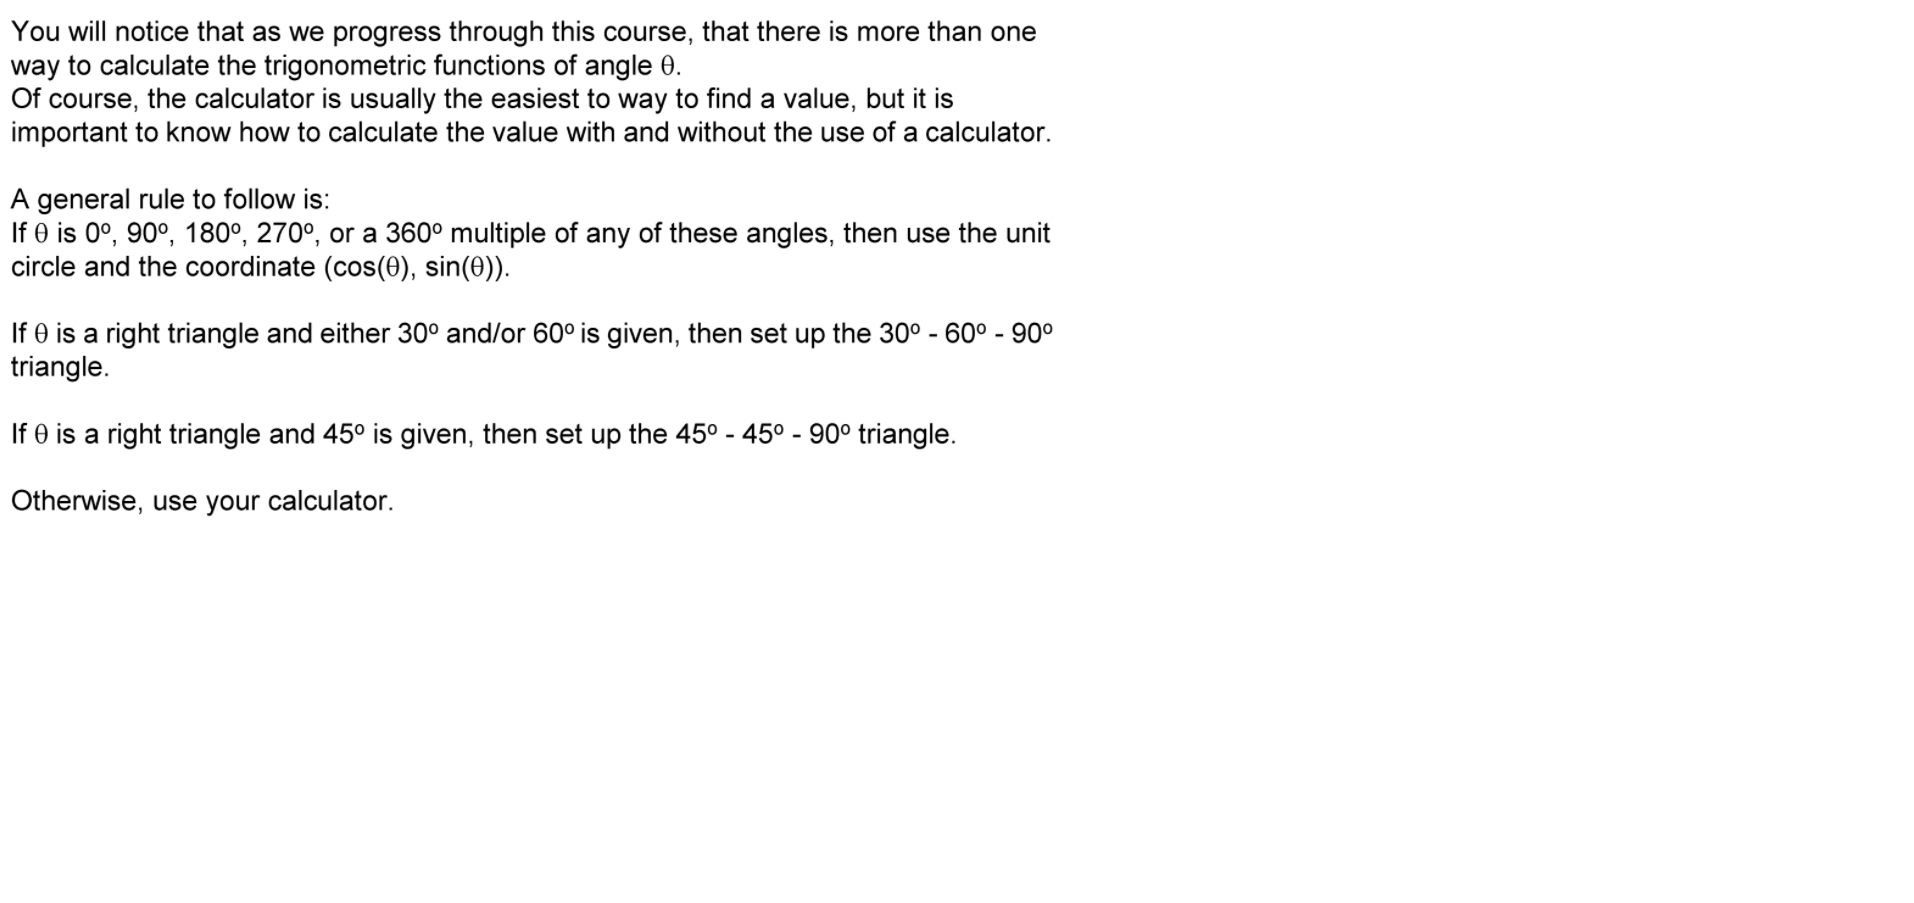 You will notice that as we progress through this course, that there is more than one
way to calculate the trigonometric functions of angle θ.
Of course, the calculator is usually the easiest to way to find a value, but it is
important to know how to calculate the value with and without the use of a calculator.
A general rule to follow is:
If θ is 0º, 90º, 180º, 270º, or a 360º multiple of any of these angles, then use the unit
circle and the coordinate (cos(θ), sin(θ)).
If θ is a right triangle and either 30º and/or 60º is given, then set up the 30º - 60º - 90º
triangle.
If θ is a right triangle and 45º is given, then set up the 45º - 45º - 90º triangle.
Otherwise, use your calculator.